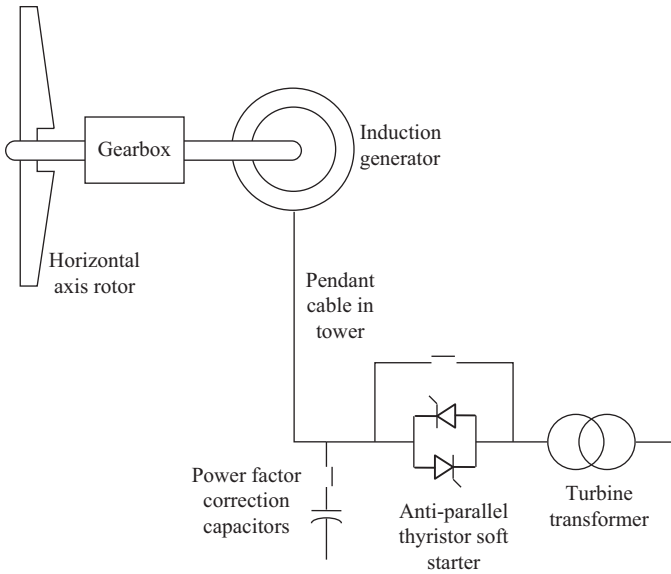 Gearbox
Induction
generator
Horizontal
axis rotor
Pendant
cable in
tower
Power factor
correction
capacitors
Anti-parallel
thyristor soft
starter
Turbine
transformer